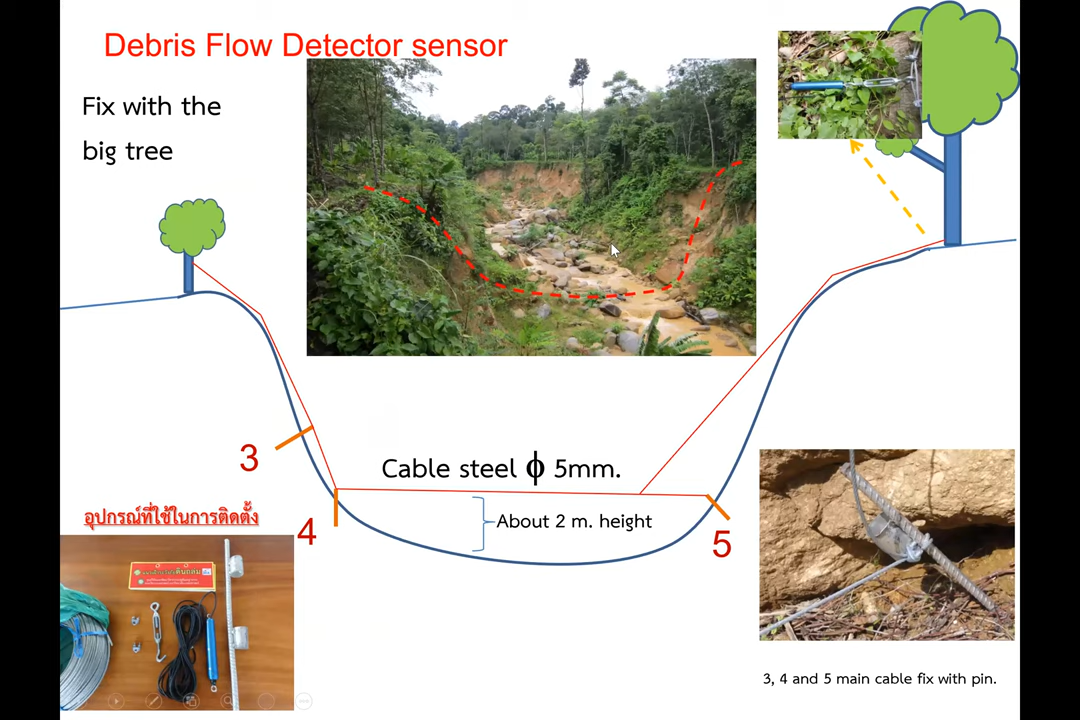 Debris Flow Detector sensor
Fix with the
big tree
3
Cable steel ϕ 5mm.
4
About 2 m. height
5
อุปกรณ์ที่ใช้ในการติดตั้ง
3, 4 and 5 main cable fix with pin.